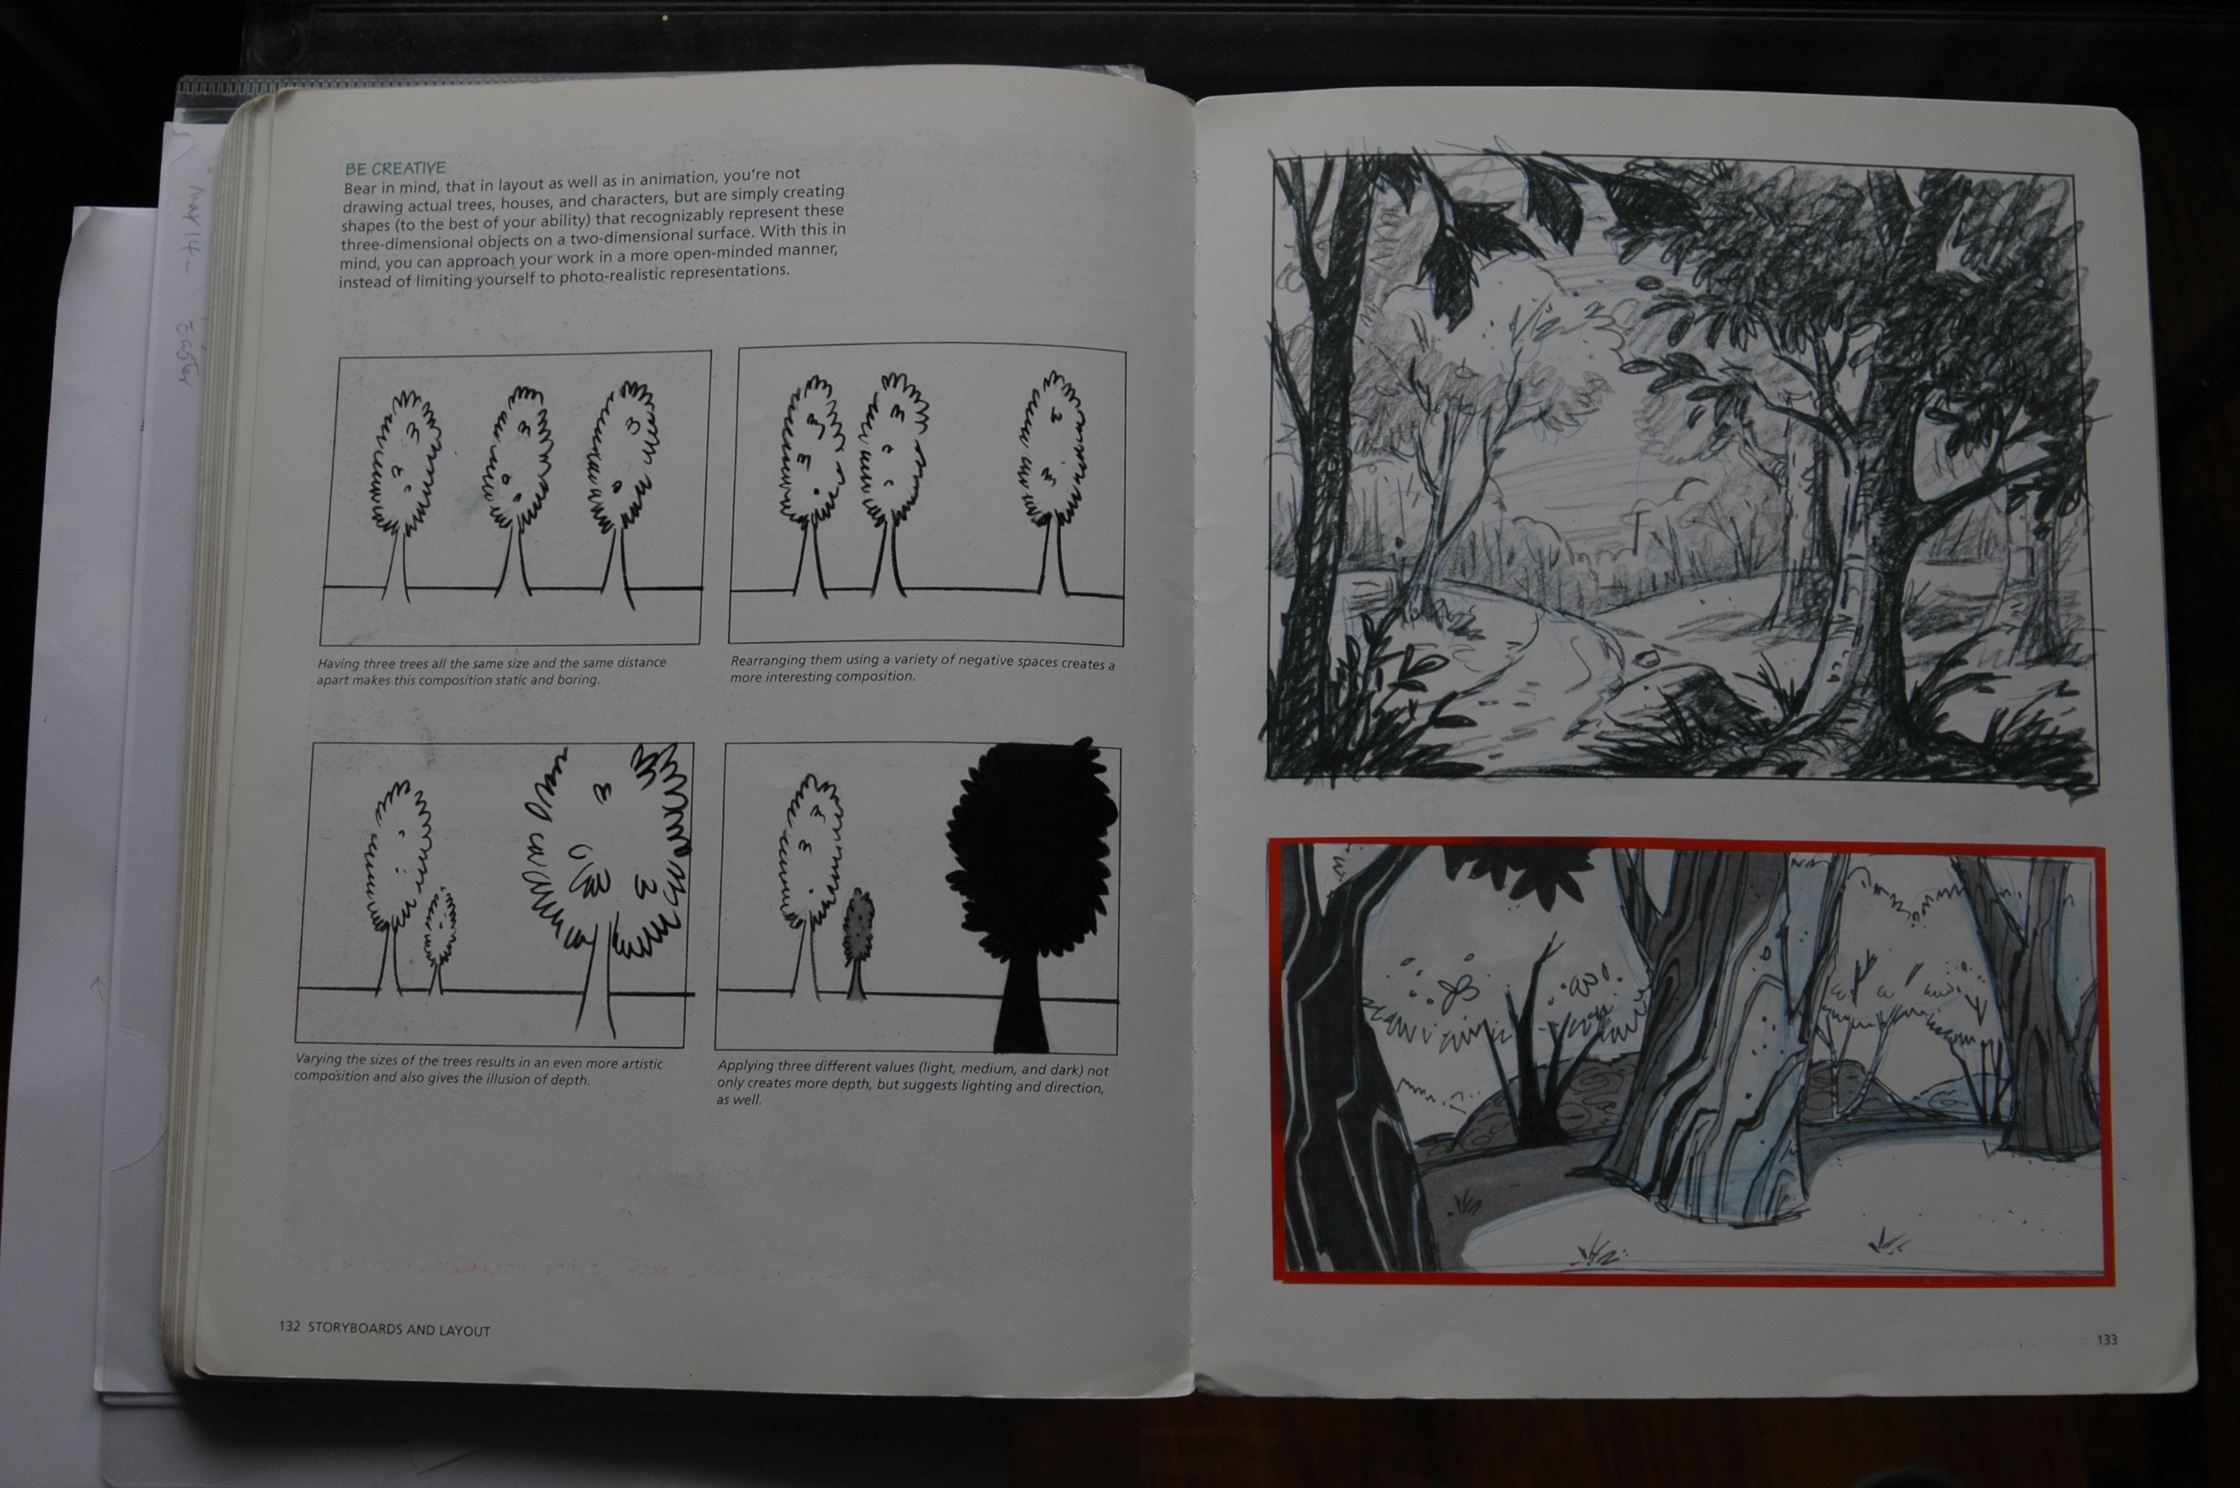 BE CREATIVE
Bear in mind, that in layout as well as in animation, you're not
drawing actual trees, houses, and characters, but are simply creating
shapes (to the best of your ability) that recognizably represent these
three-dimensional objects on a two-dimensional surface. With this in
mind, you can approach your work in a more open-minded manner,
instead of limiting yourself to photo-realistic representations.
Having three trees all the same size and the same distance
apart makes this composition static and boring.
Rearranging them using a variety of negative spaces creates a
more interesting composition.
Varying the sizes of the trees results in an even more artistic
composition and also gives the illusion of depth.
Applying three different values (light, medium, and dark) not
only creates more depth, but suggests lighting and direction,
as well.
132 STORYBOARDS AND LAYOUT
133
May 14 - Easter